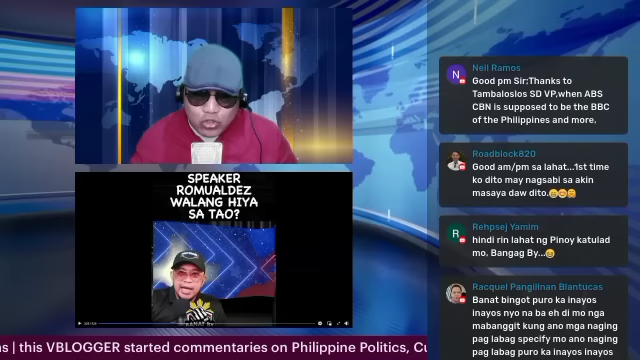 SPEAKER
ROMUALDEZ
WALANG HIYA
SA TAO?
Neil Ramos
Good pm Sir;Thanks to
Tambaloslos SD VP,when ABS
CBN is supposed to be the BBC
of the Philippines and more.
Roadblock820
Good am/pm sa lahat...1st time
ko dito may nagsabi sa akin
masaya daw dito.
Rehpsej Yamim
hindi rin lahat ng Pinoy katulad
mo, Bangag By...
Racquel Pangilinan Blantucas
Banat bingot puro ka inayos
inayos nyo na ba eh di mo nga
mabanggit kung ano mga naging
pag labag specify mo ano naging
pag labag puro ka inayos inayos
N
R
s | this VBLOGGER started commentaries on Philippine Politics, Cu